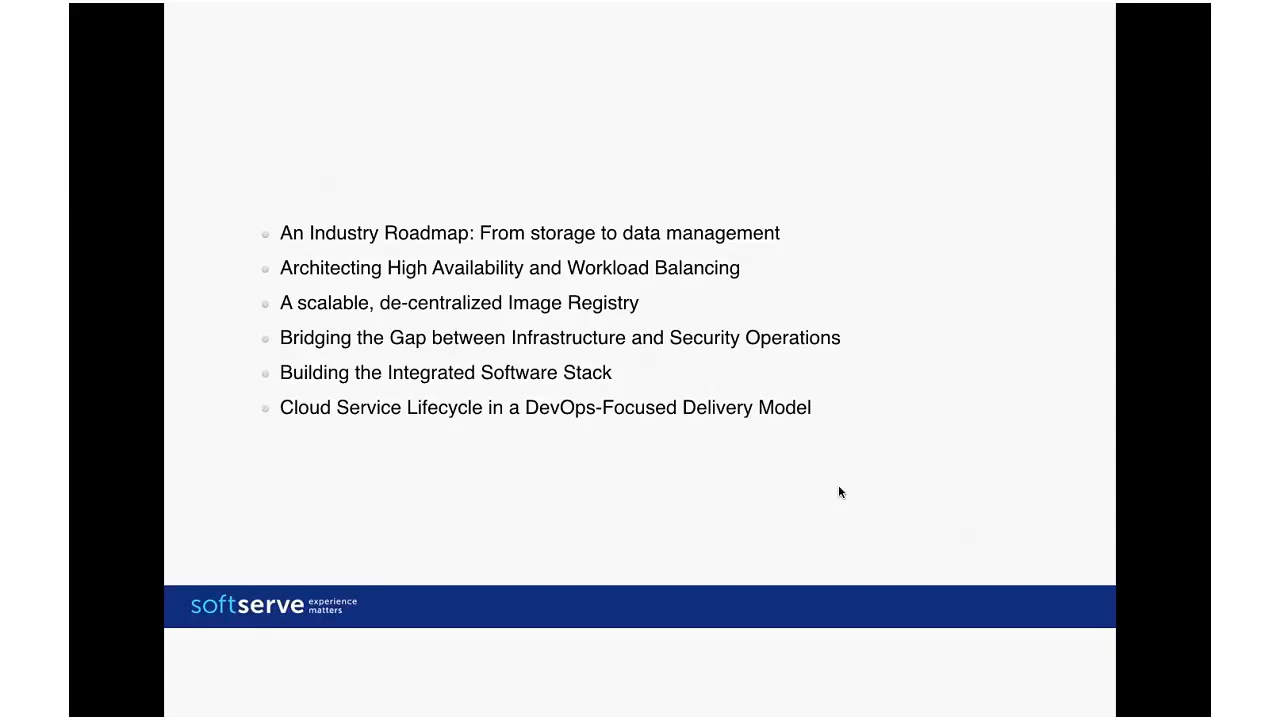 An Industry Roadmap: From storage to data management
Architecting High Availability and Workload Balancing
A scalable, de-centralized Image Registry
Bridging the Gap between Infrastructure and Security Operations
Building the Integrated Software Stack
Cloud Service Lifecycle in a DevOps-Focused Delivery Model
softserve experience
matters